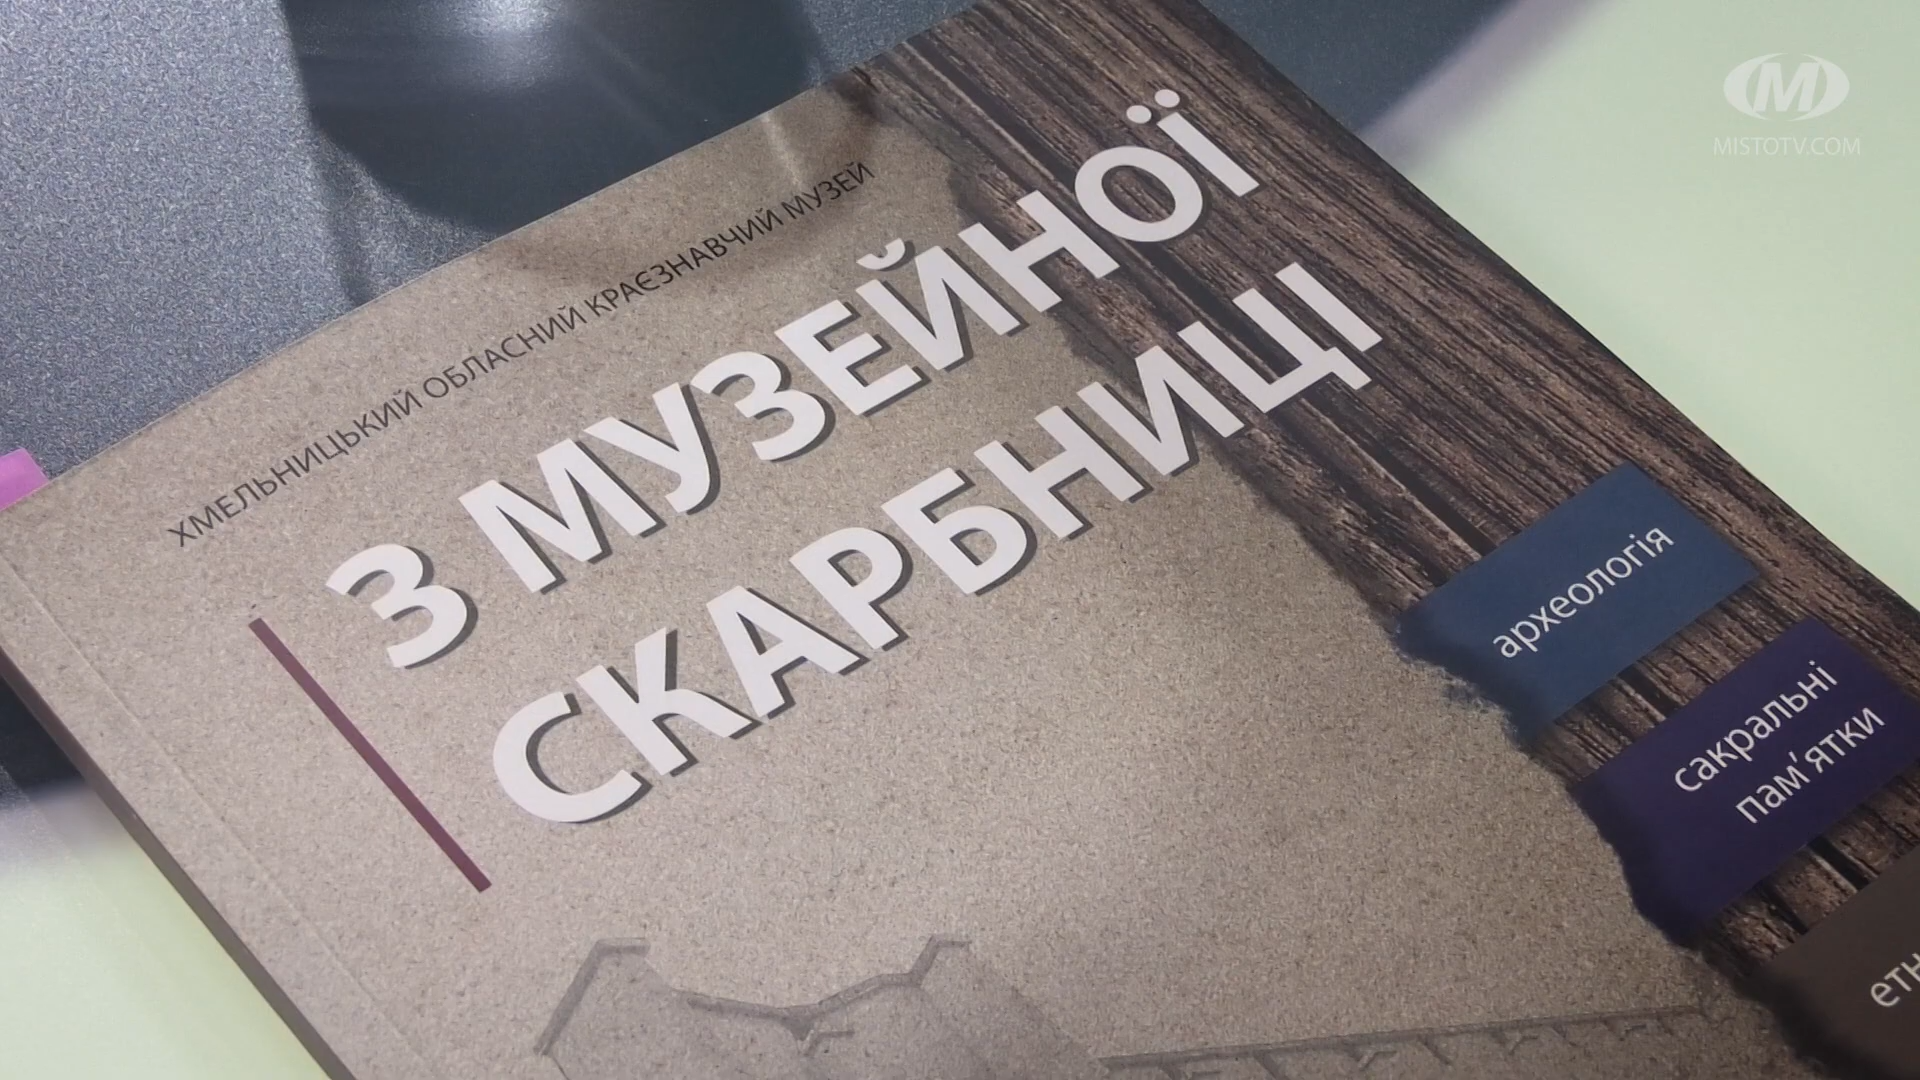 ХМЕЛЬНИЦЬКИЙ ОБЛАСНИЙ КРАЄЗНАВЧИЙ МУЗЕЙ
З МУЗЕЙНОЇ
СКАРБНИЦІ
археологія
сакральні
пам'ятки
M
MISTOTV.COM